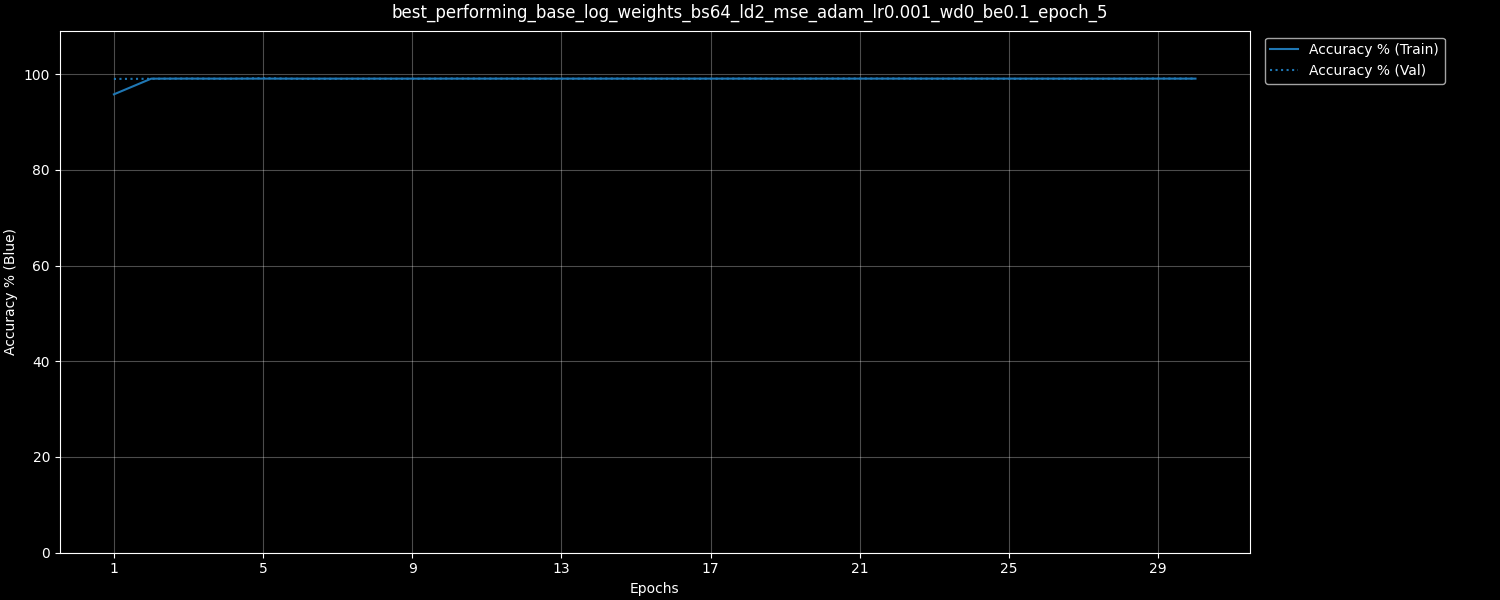 best_performing_base_log_weights_bs64_ld2_mse_adam_lr0.001_wd0_be0.1_epoch_5
Accuracy % (Train)
Accuracy % (Val)
Accuracy % (Blue)
100
80
60
40
20
0
1 5 9 13 17 21 25 29
Epochs